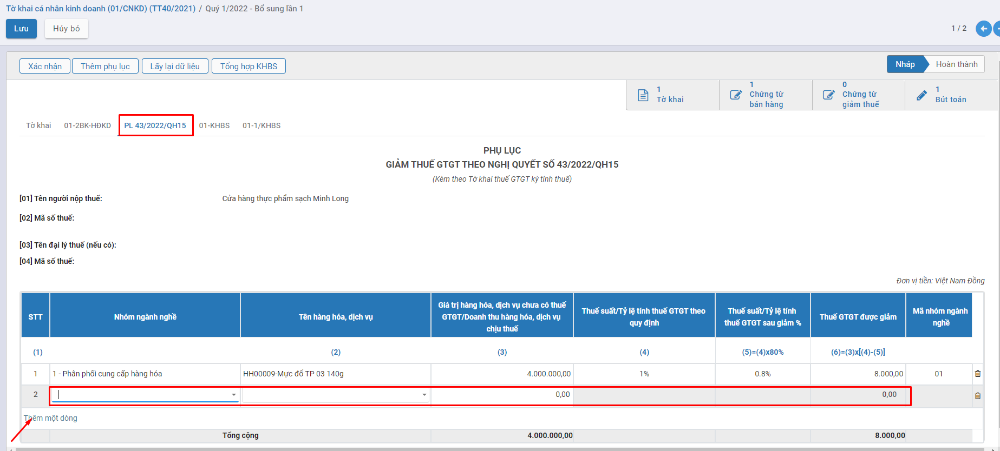 Tờ khai cá nhân kinh doanh (01/CNKD) (TT40/2021) / Quý 1/2022 - Bổ sung lần 1
Lưu
Hủy bỏ
1 / 2
Xác nhận
Thêm phụ lục
Lấy lại dữ liệu
Tổng hợp KHBS
Nháp
Hoàn thành
1
Tờ khai
1
Chứng từ
bán hàng
0
Chứng từ
giảm thuế
1
Bút toán
Tờ khai
01-2BK-HĐKD
PL 43/2022/QH15
01-KHBS
01-1/KHBS
PHỤ LỤC
GIẢM THUẾ GTGT THEO NGHỊ QUYẾT SỐ 43/2022/QH15
(Kèm theo Tờ khai thuế GTGT kỳ tính thuế)
[01] Tên người nộp thuế:
Cửa hàng thực phẩm sạch Minh Long
[02] Mã số thuế:
[03] Tên đại lý thuế (nếu có):
[04] Mã số thuế:
Đơn vị tiền: Việt Nam Đồng
STT
Nhóm ngành nghề
Tên hàng hóa, dịch vụ
Giá trị hàng hóa, dịch vụ chưa có thuế
GTGT/Doanh thu hàng hóa, dịch vụ
chịu thuế
Thuế suất/Tỷ lệ tính thuế GTGT theo
quy định
Thuế suất/Tỷ lệ tính
thuế GTGT sau giảm %
Thuế GTGT được giảm
Mã nhóm ngành
nghề
(1)
(2)
(3)
(4)
(5)=(4)x80%
(6)=(3)x[(4)-(5)]
1
1 - Phân phối cung cấp hàng hóa
HH00009-Mực đổ TP 03 140g
4.000.000,00
1%
0.8%
8.000,00
01
2
0,00
0,00
Thêm một dòng
Tổng cộng
4.000.000,00
8.000,00